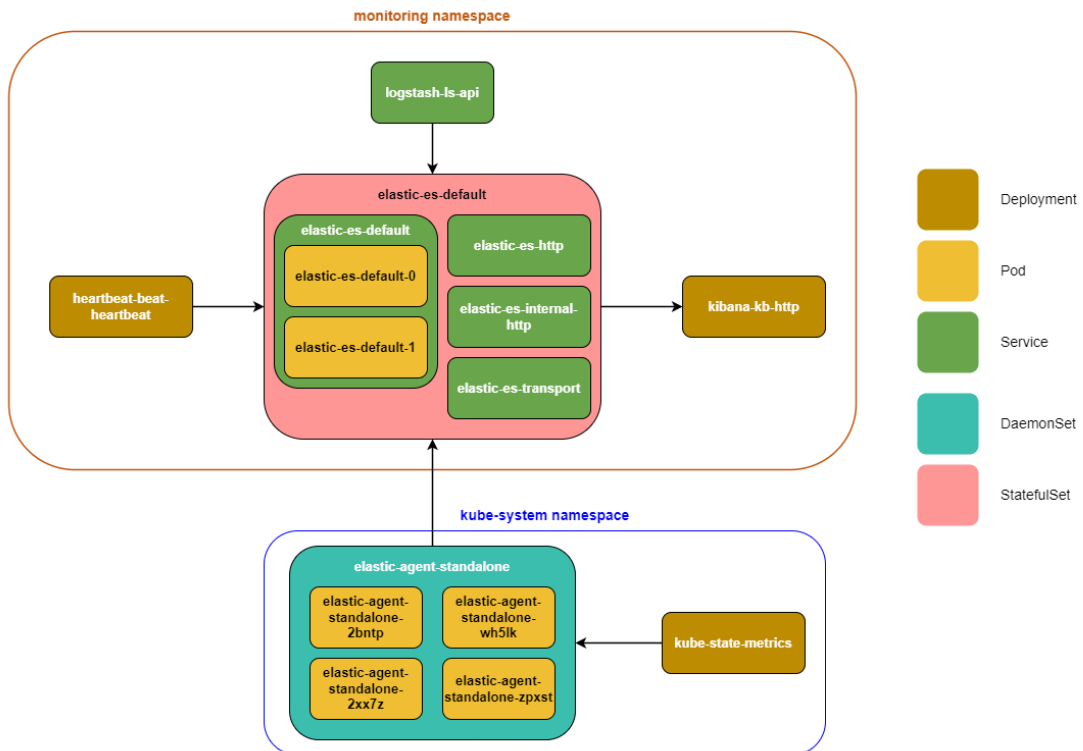 monitoring namespace
logstash-ls-api
elastic-es-default
elastic-es-default
elastic-es-default-0
elastic-es-default-1
elastic-es-http
elastic-es-internal-
http
elastic-es-transport
heartbeat-beat-
heartbeat
kibana-kb-http
Deployment
Pod
Service
DaemonSet
StatefulSet
kube-system namespace
elastic-agent-standalone
elastic-agent-
standalone-
2bntp
elastic-agent-
standalone-
wh5lk
elastic-agent-
standalone-
2xx7z
elastic-agent-
standalone-zpxst
kube-state-metrics